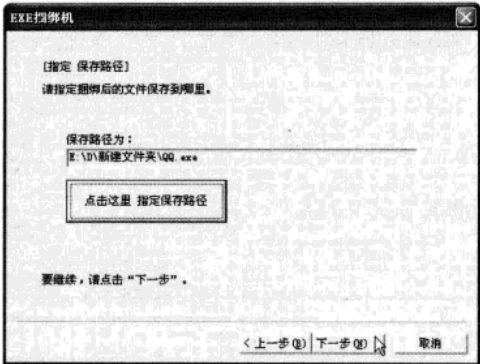 EXE捆绑机
[指定 保存路径]
请指定捆绑后的文件保存到哪里。
保存路径为：
E:\D\新建文件夹\QQ.exe
点击这里 指定保存路径
要继续，请点击“下一步”。
<上一步(B) 下一步(N) 取消